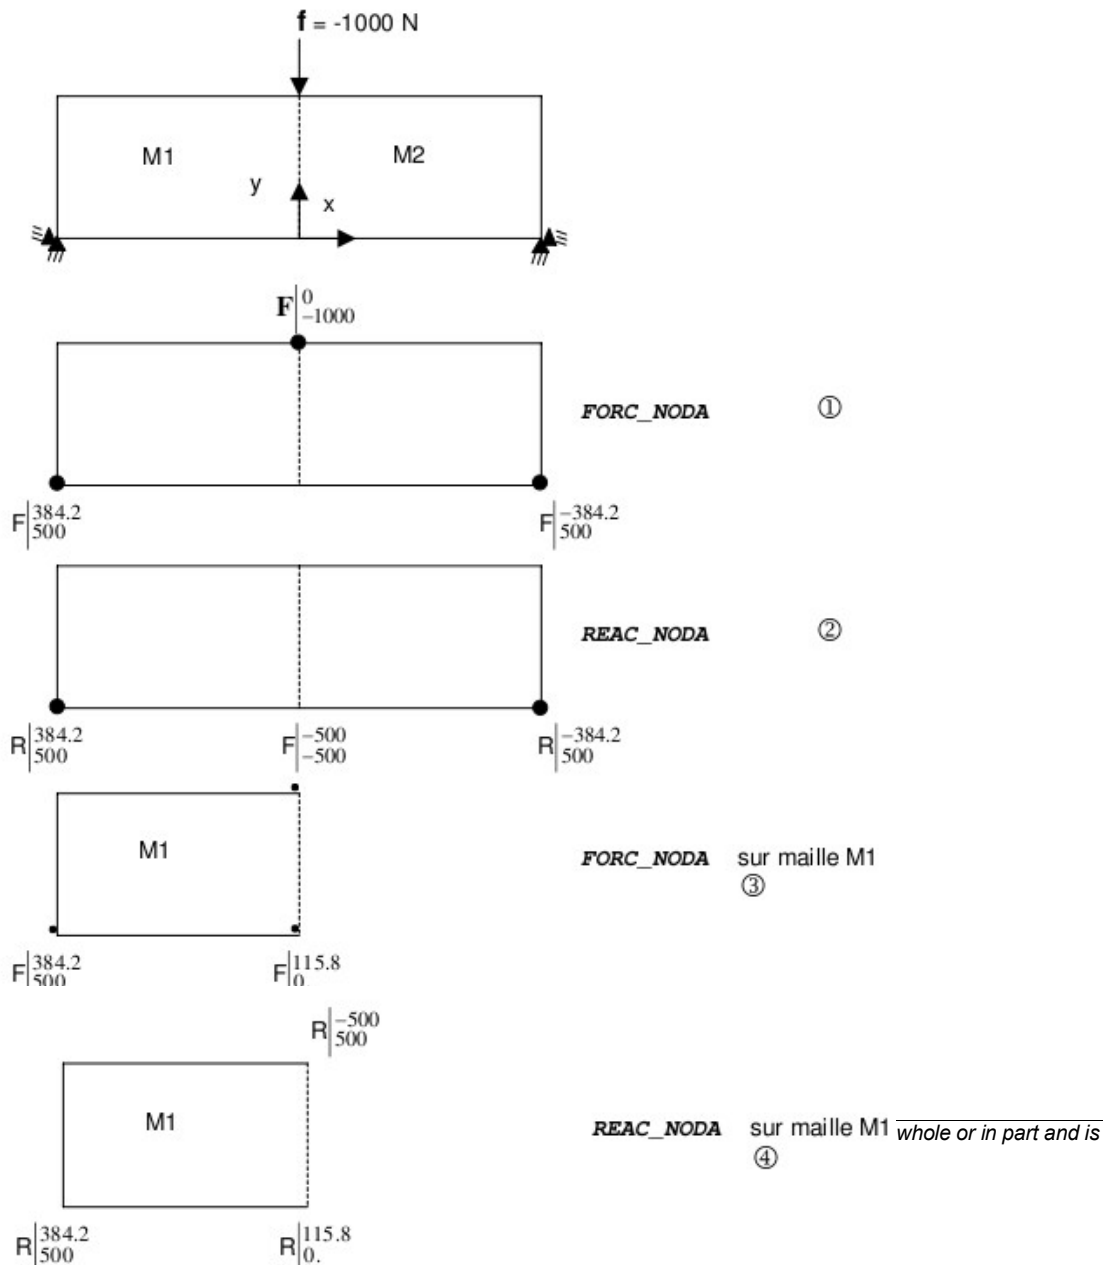 f = -1000 N
M1 M2
y
x
F|0 -1000
FORC_NODA ①
F|384.2 500 F|-384.2 500
REAC_NODA ②
R|384.2 500 F|-500 -500 R|-384.2 500
M1
FORC_NODA sur maille M1
③
F|384.2 500 F|115.8 0
R|-500 500
M1
REAC_NODA sur maille M1 whole or in part and is
④
R|384.2 500 R|115.8 0.